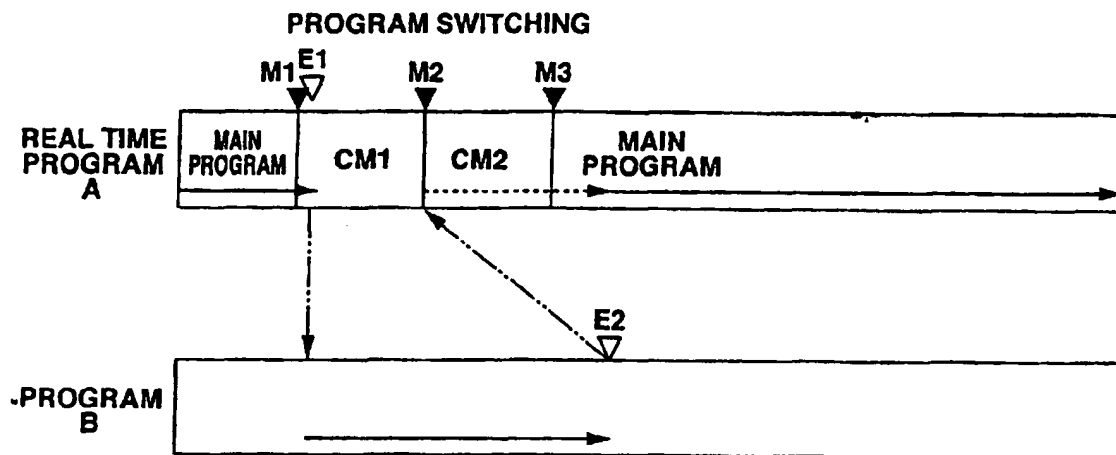 PROGRAM SWITCHING
M1 E1 M2 M3
REAL TIME
PROGRAM
A
MAIN
PROGRAM
CM1
CM2
MAIN
PROGRAM
E2
PROGRAM
B